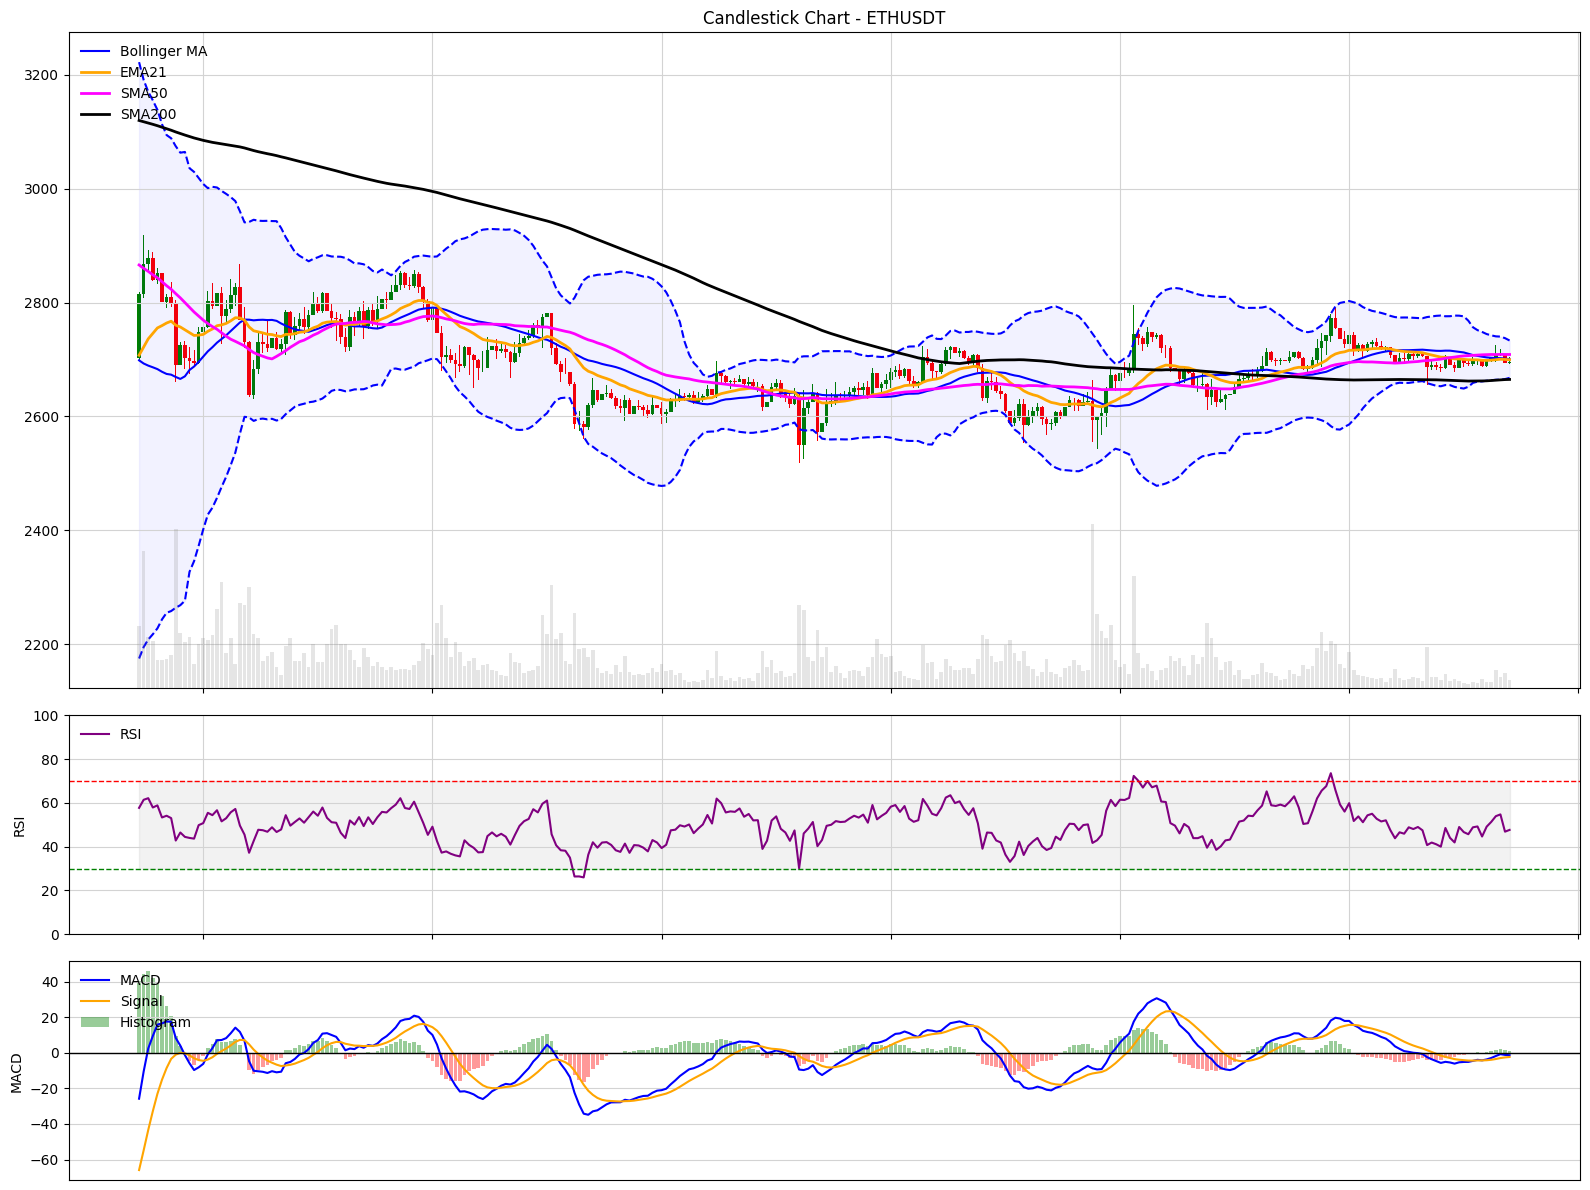 Candlestick Chart - ETHUSDT
Bollinger MA
EMA21
SMA50
SMA200
3200
3000
2800
2600
2400
2200
RSI
100
80
60
40
20
0
RSI
MACD
Signal
Histogram
40
20
0
−20
−40
−60
MACD